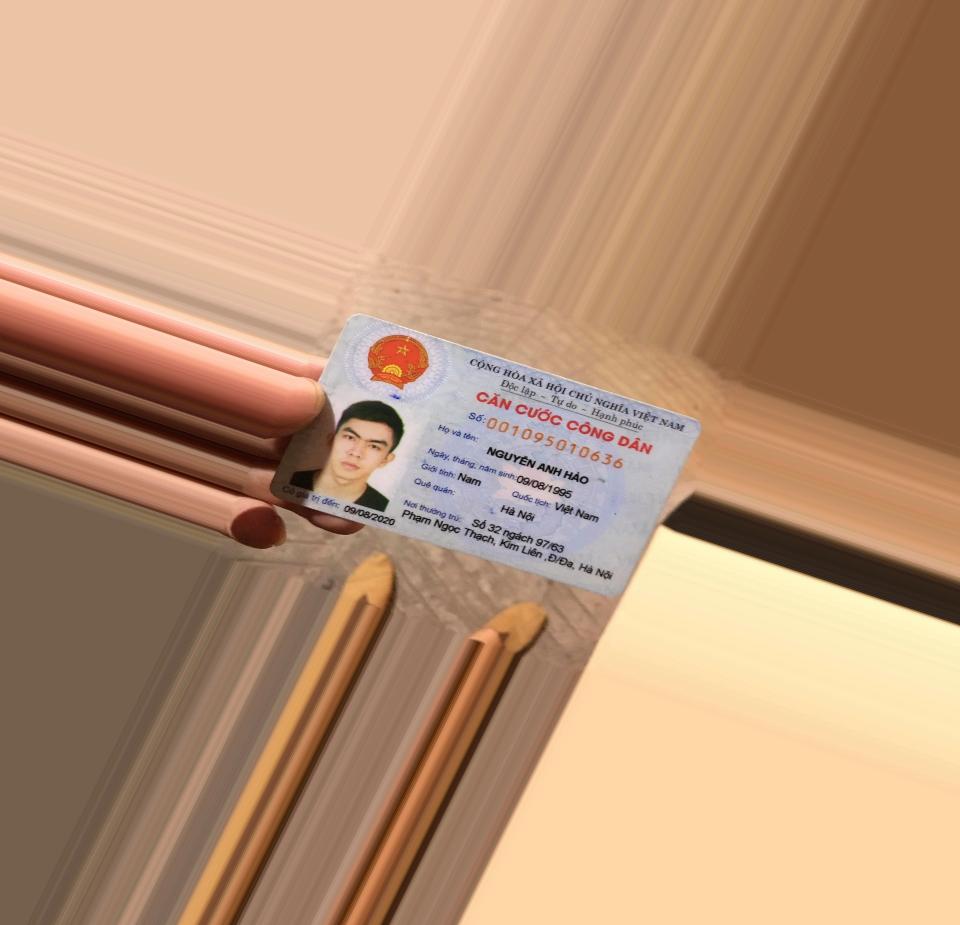 CỘNG HÒA XÃ HỘI CHỦ NGHĨA VIỆT NAM
Độc lập - Tự do - Hạnh phúc
CĂN CƯỚC CÔNG DÂN
Số: 001095010636
Họ và tên:
NGUYỄN ANH HÀO
Ngày, tháng, năm sinh: 09/08/1995
Giới tính: Nam Quốc tịch: Việt Nam
Quê quán:
Hà Nội
Nơi thường trú: Số 32 ngách 97/63
Phạm Ngọc Thạch, Kim Liên ,Đ/Đa, Hà Nội
Có giá trị đến: 09/08/2020